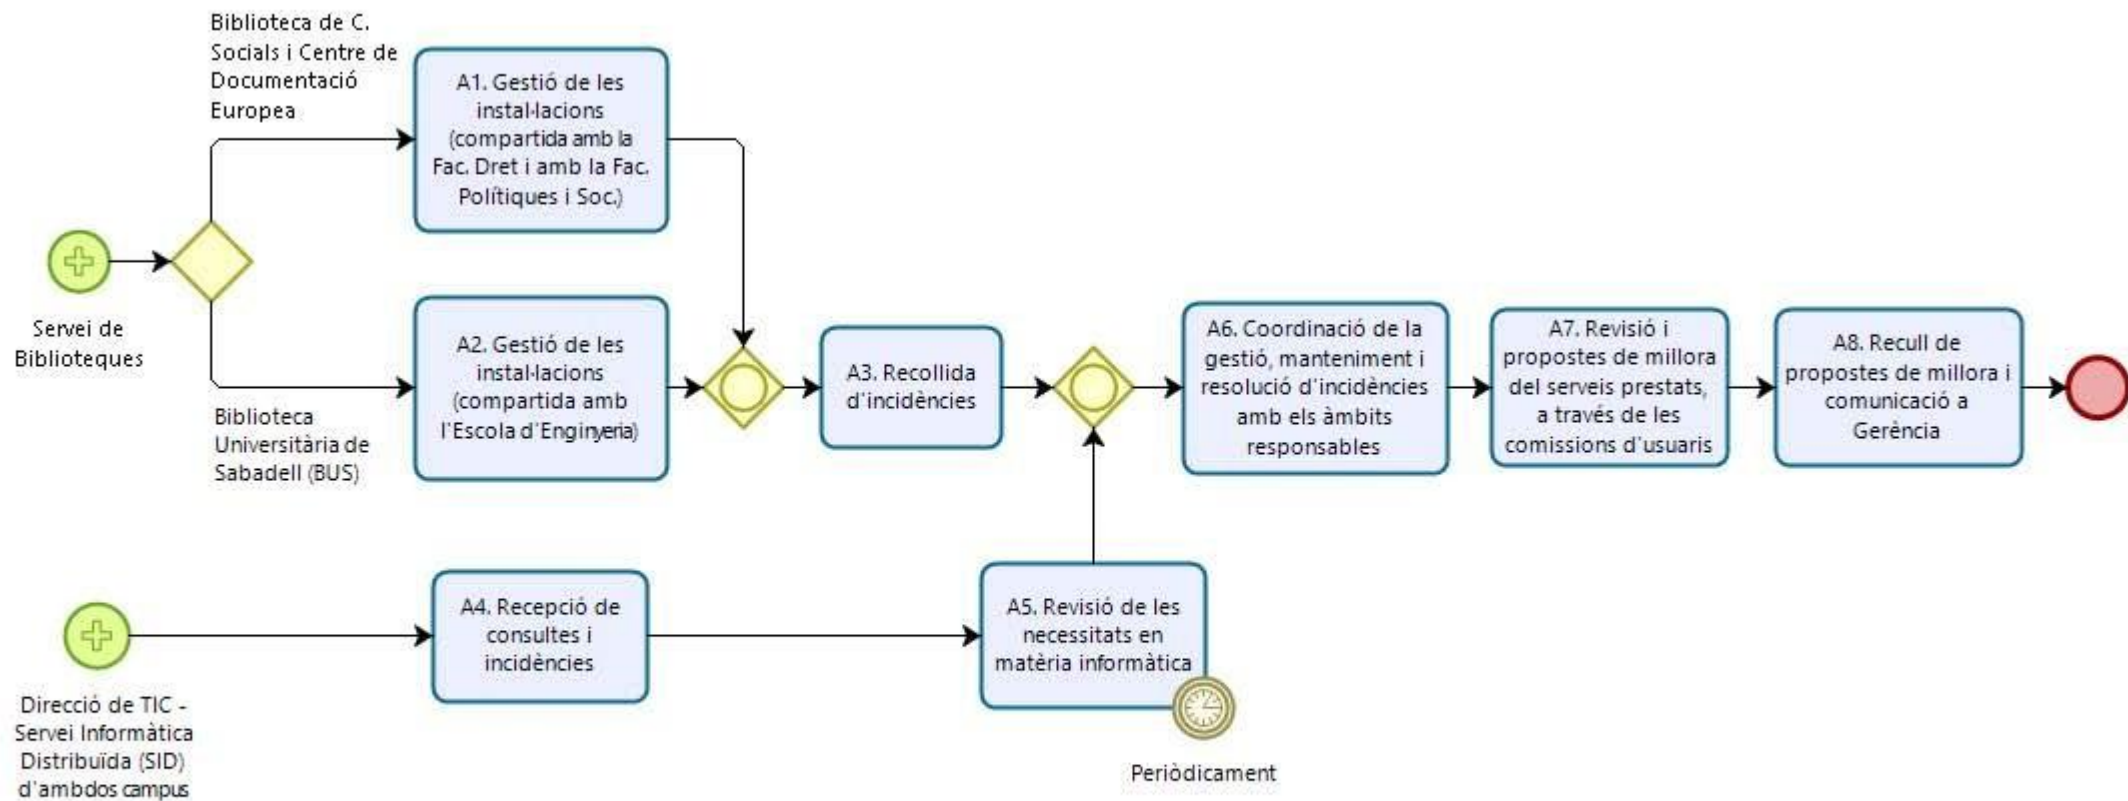 Biblioteca de C.
Socials i Centre de
Documentació
Europea
A1. Gestió de les
instal·lacions
(compartida amb la
Fac. Dret i amb la Fac.
Polítiques i Soc.)
Servei de
Biblioteques
Biblioteca
Universitària de
Sabadell (BUS)
A2. Gestió de les
instal·lacions
(compartida amb
l'Escola d'Enginyeria)
A3. Recollida
d'incidències
A6. Coordinació de la
gestió, manteniment i
resolució d'incidències
amb els àmbits
responsables
A7. Revisió i
propostes de millora
del serveis prestats,
a través de les
comissions d'usuaris
A8. Recull de
propostes de millora i
comunicació a
Gerència
Direcció de TIC -
Servei Informàtica
Distribuïda (SID)
d'ambdos campus
A4. Recepció de
consultes i
incidències
A5. Revisió de les
necessitats en
matèria informàtica
Periòdicament